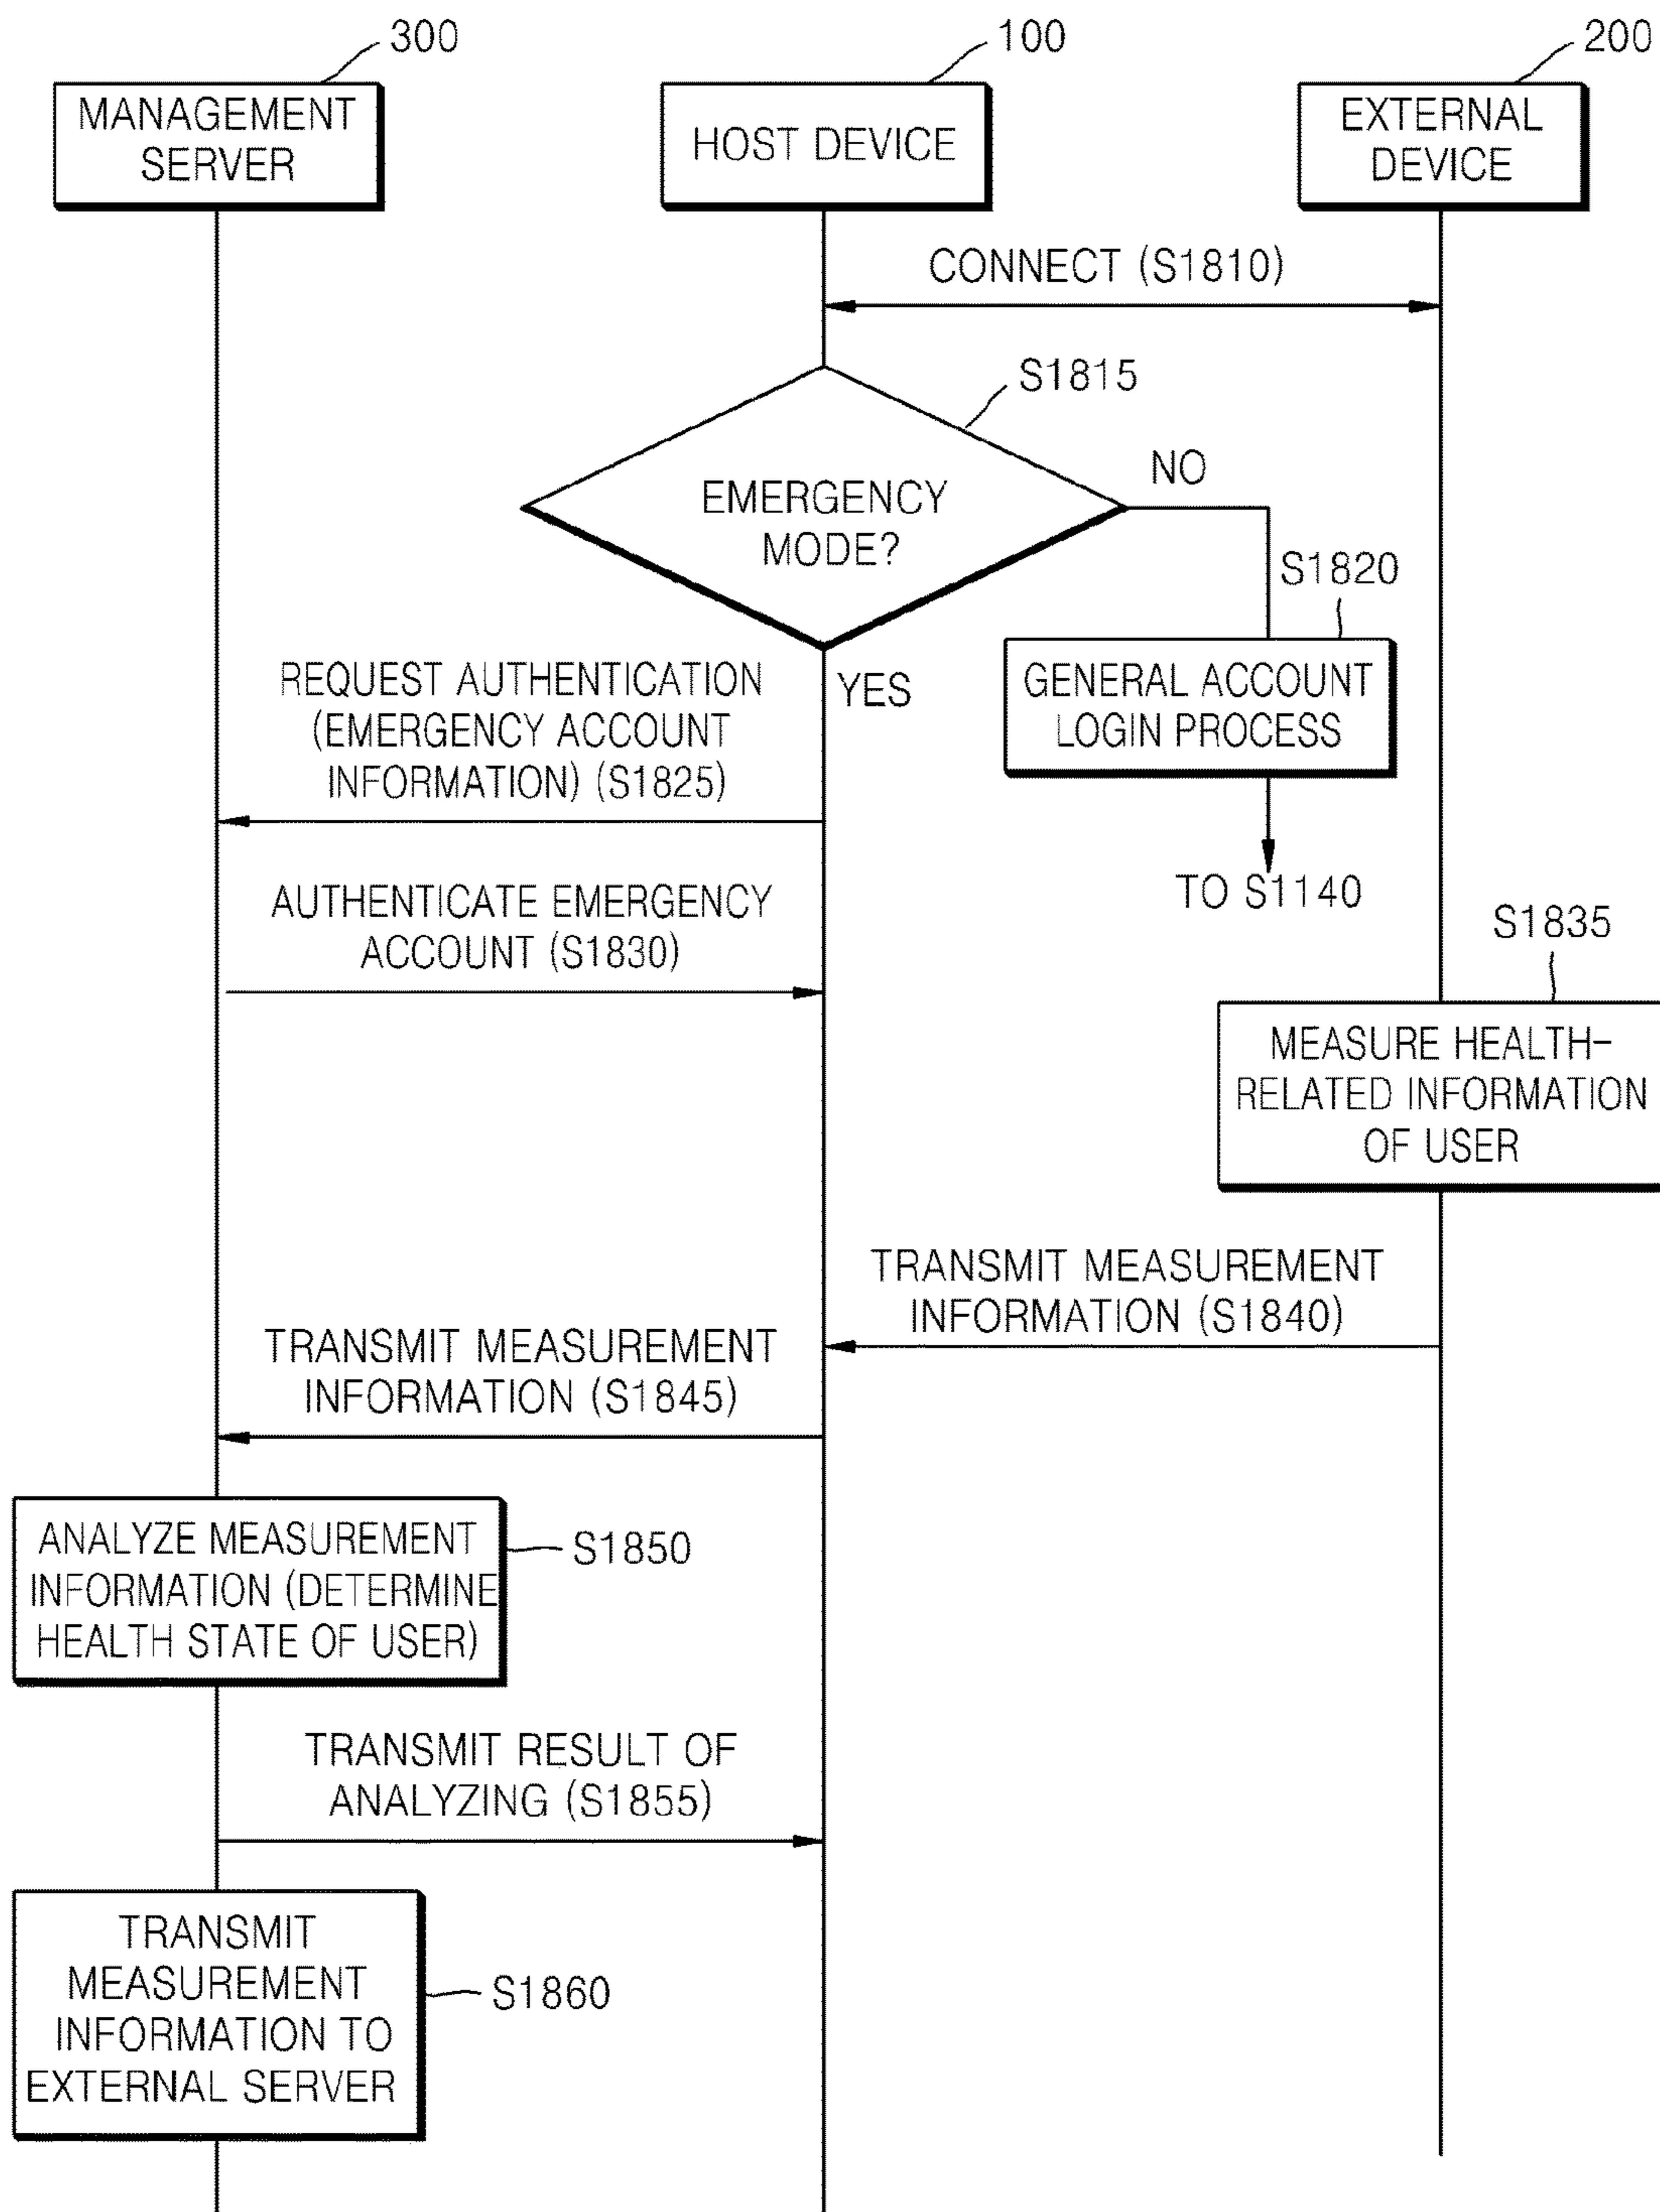 300
100
200
MANAGEMENT
SERVER
HOST DEVICE
EXTERNAL
DEVICE
CONNECT (S1810)
S1815
EMERGENCY
MODE?
NO
S1820
GENERAL ACCOUNT
LOGIN PROCESS
TO S1140
YES
REQUEST AUTHENTICATION
(EMERGENCY ACCOUNT
INFORMATION) (S1825)
AUTHENTICATE EMERGENCY
ACCOUNT (S1830)
S1835
MEASURE HEALTH-
RELATED INFORMATION
OF USER
TRANSMIT MEASUREMENT
INFORMATION (S1840)
TRANSMIT MEASUREMENT
INFORMATION (S1845)
ANALYZE MEASUREMENT
INFORMATION (DETERMINE
HEALTH STATE OF USER)
S1850
TRANSMIT RESULT OF
ANALYZING (S1855)
TRANSMIT
MEASUREMENT
INFORMATION TO
EXTERNAL SERVER
S1860